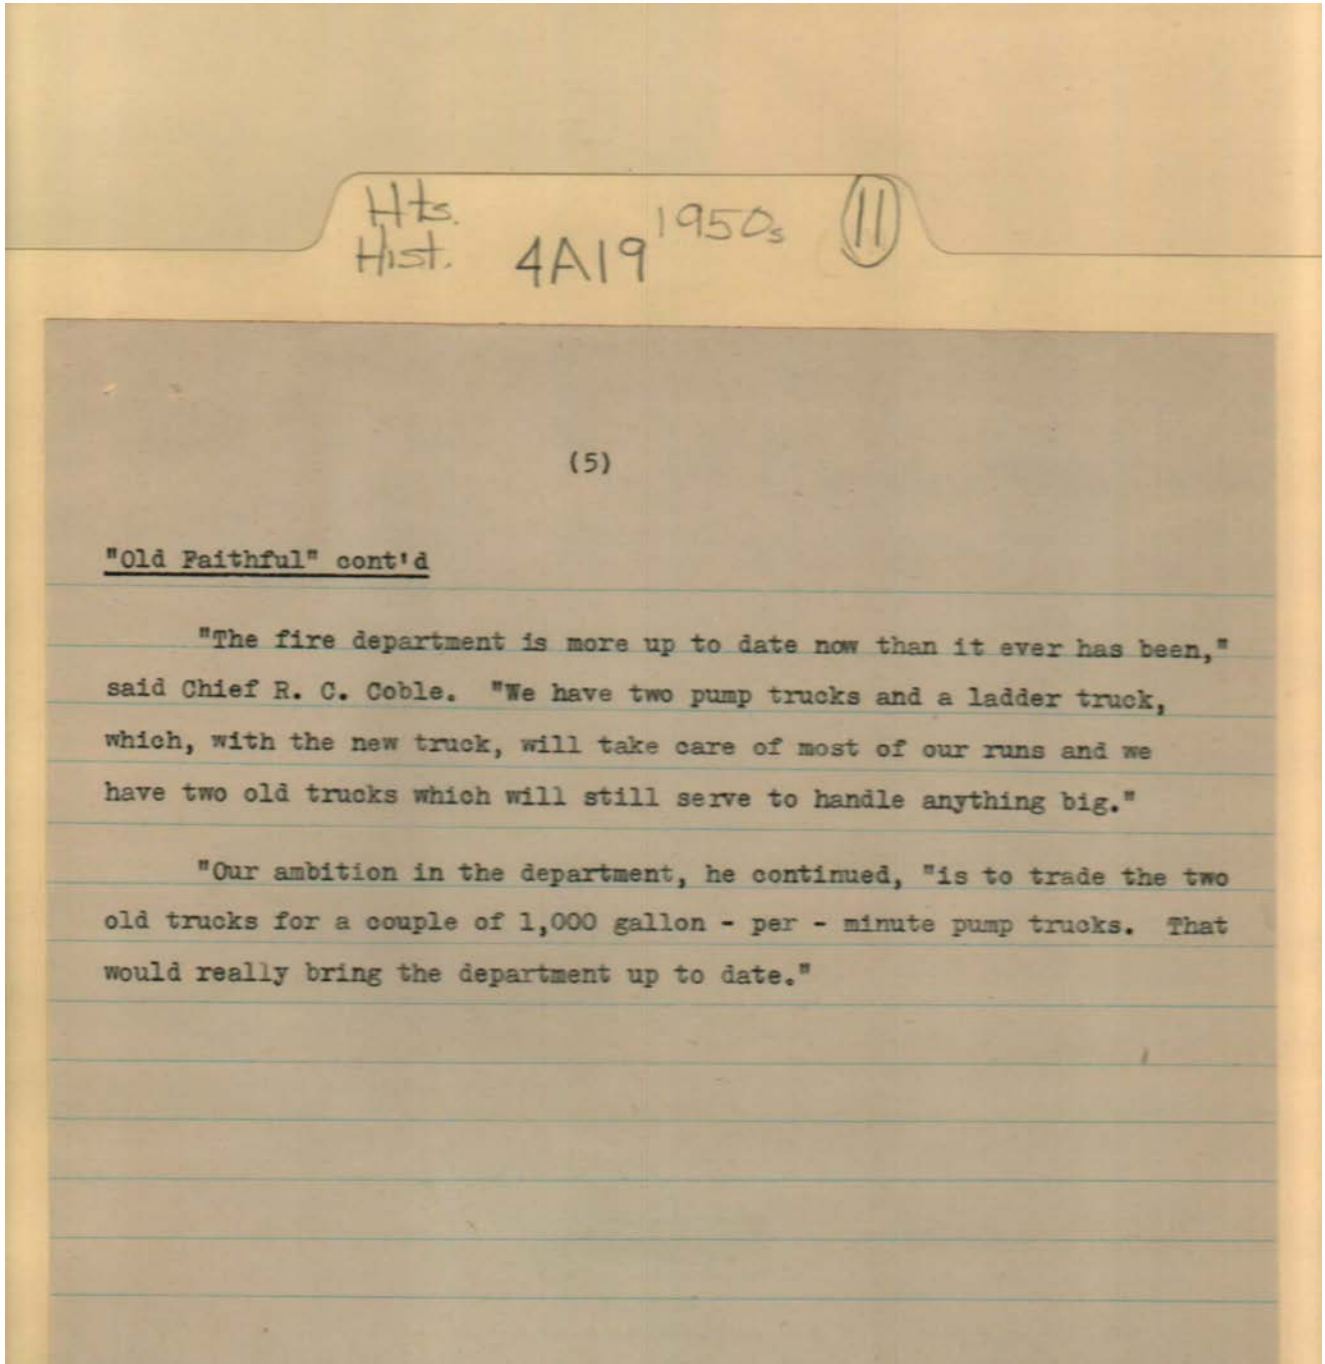 Hts.
Hist. 4A19 1950s 11
(5)
"Old Faithful" cont'd
"The fire department is more up to date now than it ever has been,"
said Chief R. C. Coble. "We have two pump trucks and a ladder truck,
which, with the new truck, will take care of most of our runs and we
have two old trucks which will still serve to handle anything big."
"Our ambition in the department, he continued, "is to trade the two
old trucks for a couple of 1,000 gallon - per - minute pump trucks. That
would really bring the department up to date."